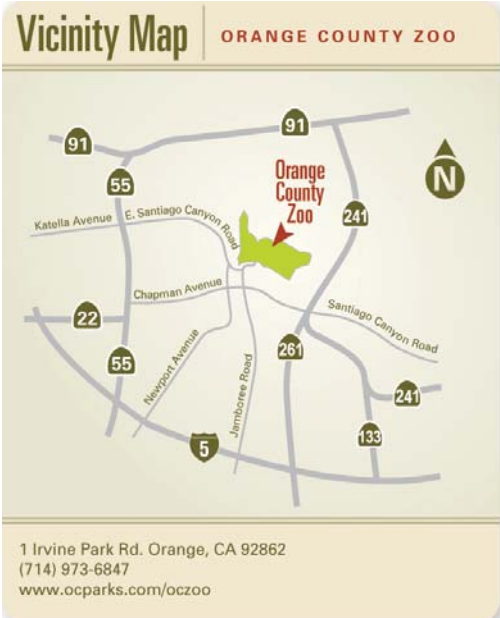 Vicinity Map
ORANGE COUNTY ZOO
91
91
55
Orange
County
Zoo
N
Katella Avenue
E. Santiago Canyon Road
241
Chapman Avenue
22
Santiago Canyon Road
55
Newport Avenue
Jamboree Road
261
241
133
5
1 Irvine Park Rd. Orange, CA 92862
(714) 973-6847
www.ocparks.com/oczoo